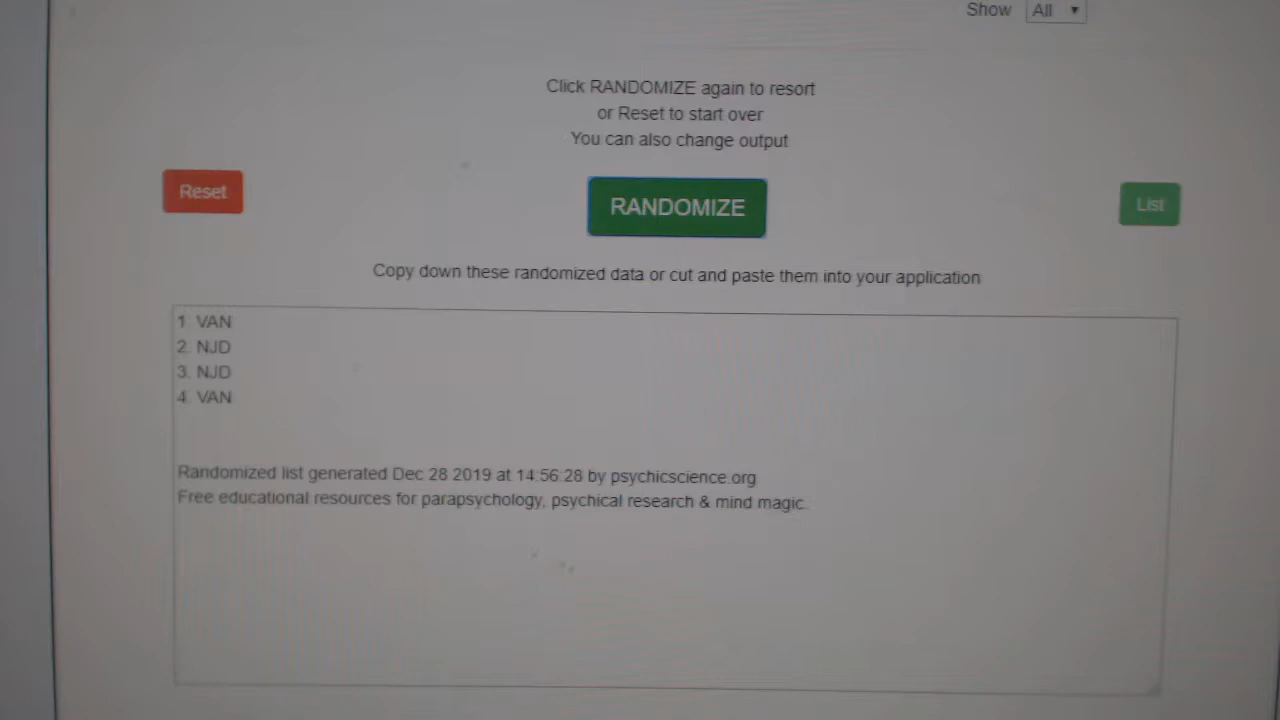 Show All
Click RANDOMIZE again to resort
or Reset to start over
You can also change output
Reset
RANDOMIZE
List
Copy down these randomized data or cut and paste them into your application
1. VAN
2. NJD
3. NJD
4. VAN
Randomized list generated Dec 28 2019 at 14:56:28 by psychicscience.org
Free educational resources for parapsychology, psychical research & mind magic.